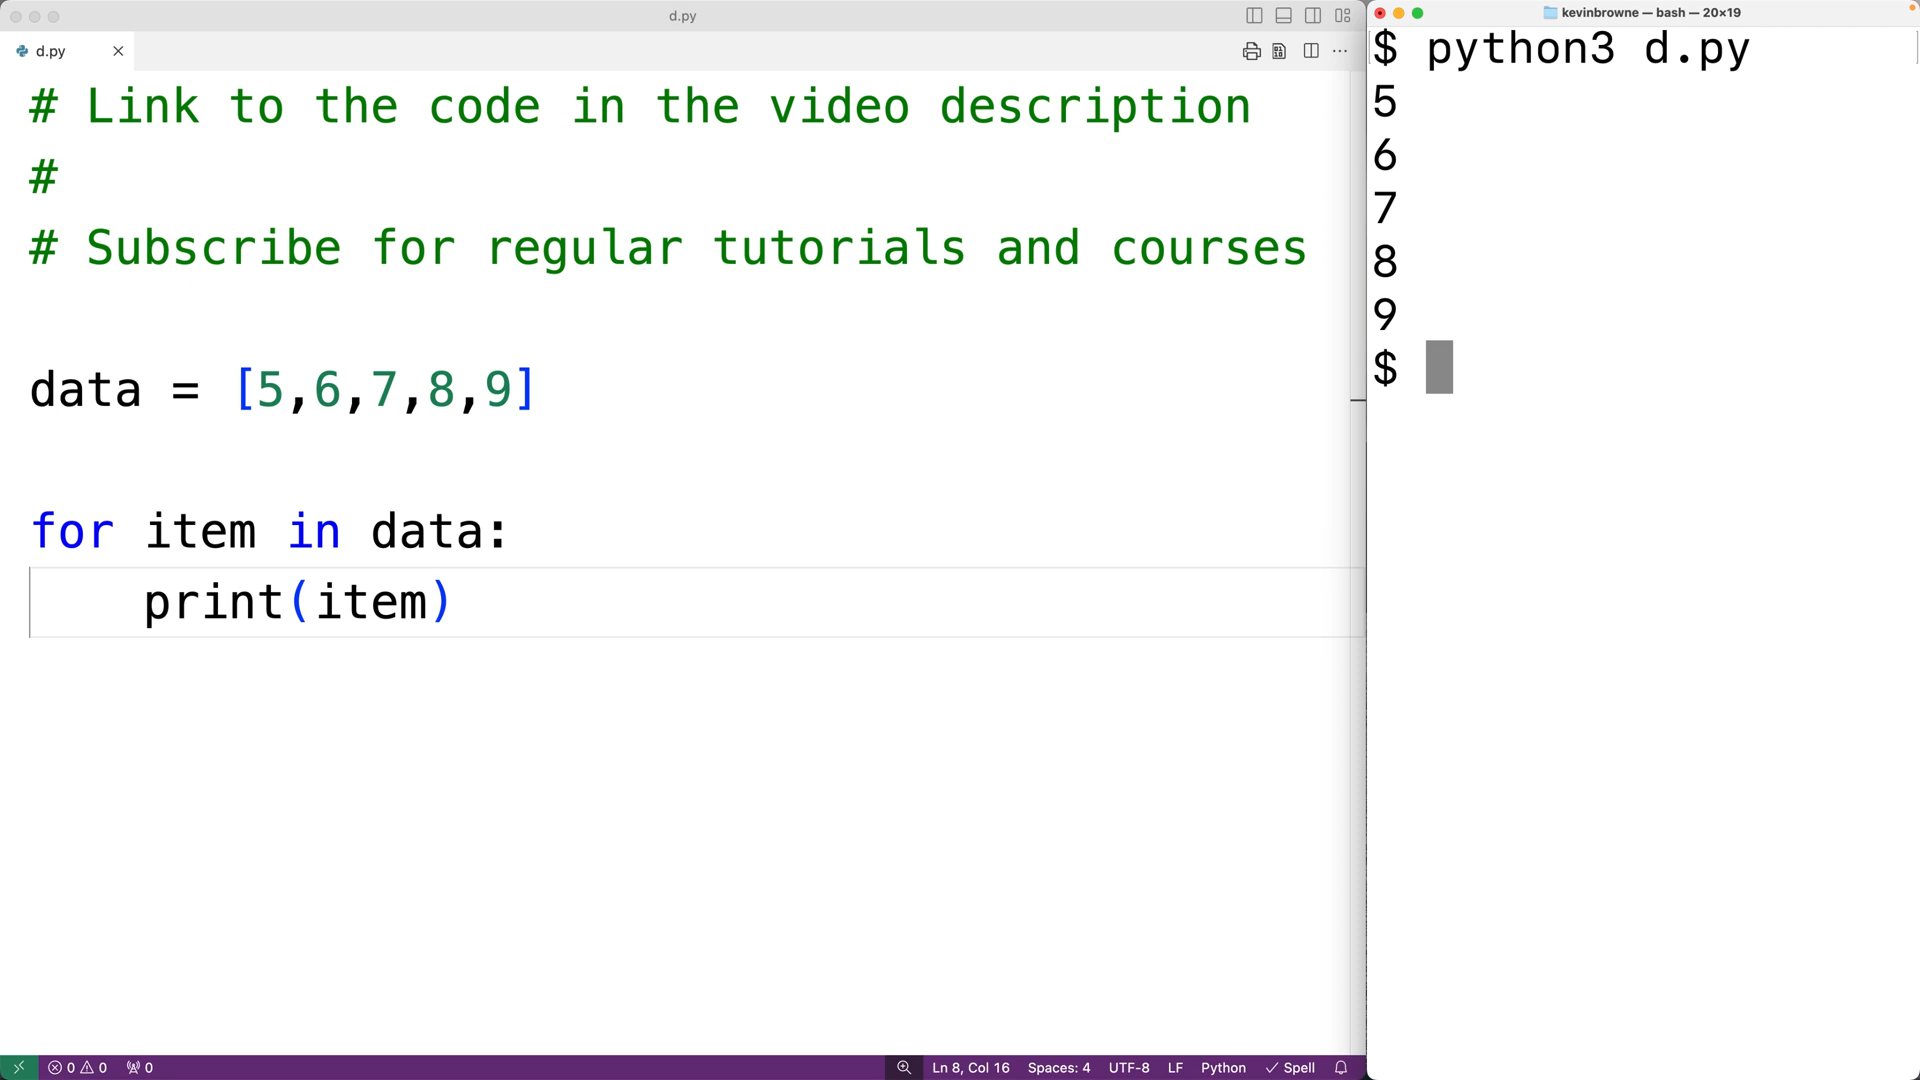 d.py
d.py
# Link to the code in the video description
#
# Subscribe for regular tutorials and courses
data = [5,6,7,8,9]
for item in data:
    print(item)
0 0 0
Ln 8, Col 16 Spaces: 4 UTF-8 LF Python Spell
kevinbrowne — bash — 20×19
$ python3 d.py
5
6
7
8
9
$